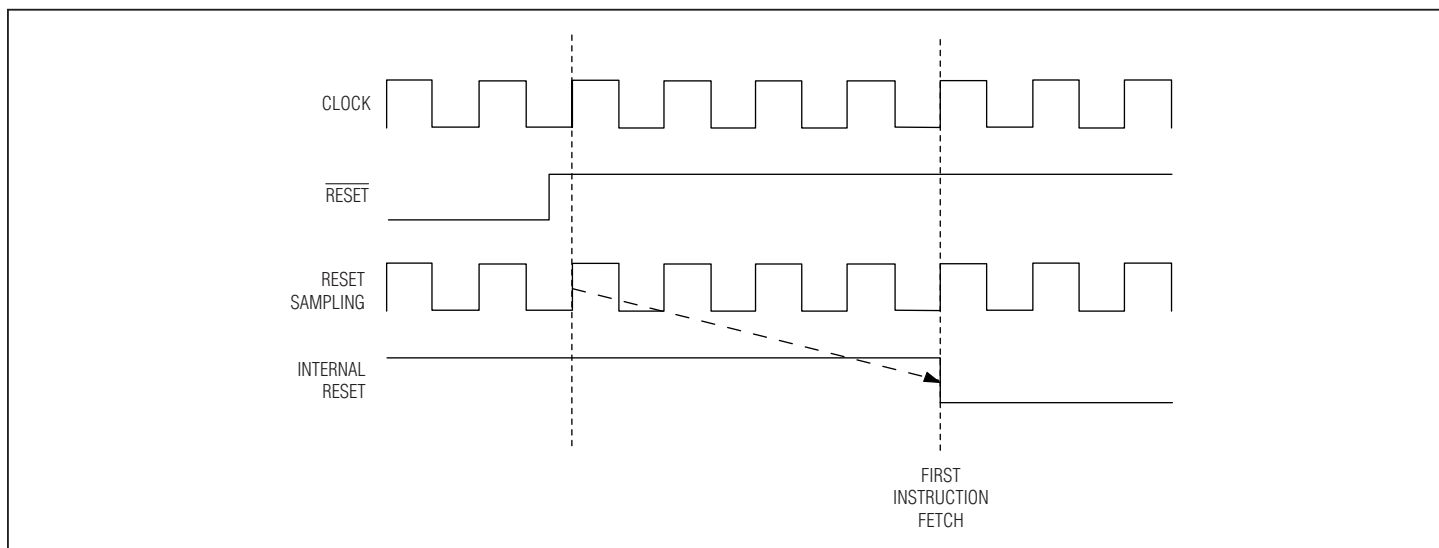 CLOCK
RESET
RESET
SAMPLING
INTERNAL
RESET
FIRST
INSTRUCTION
FETCH